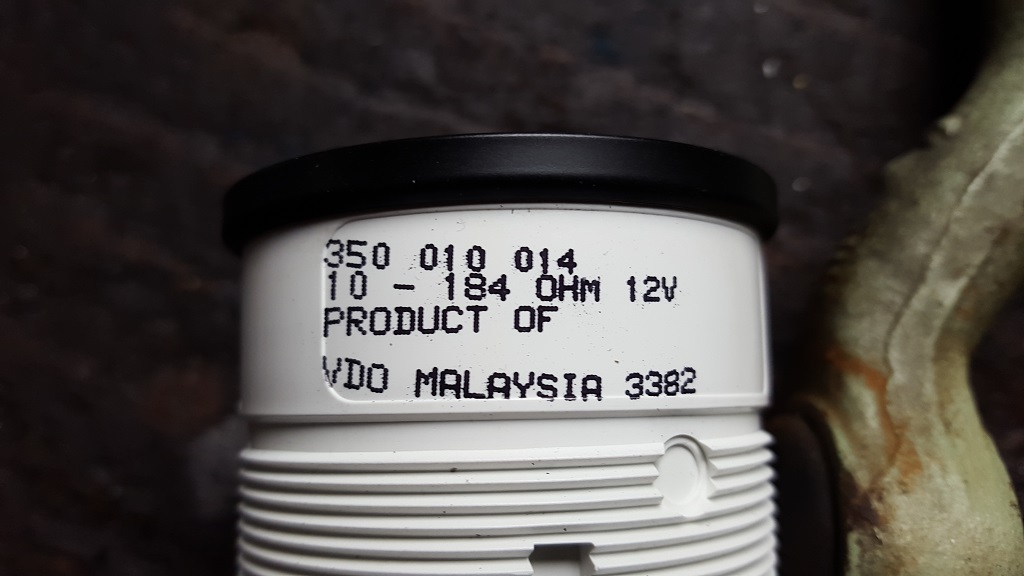 350 010 014
10 - 184 OHM 12V
PRODUCT OF
VDO MALAYSIA 3382